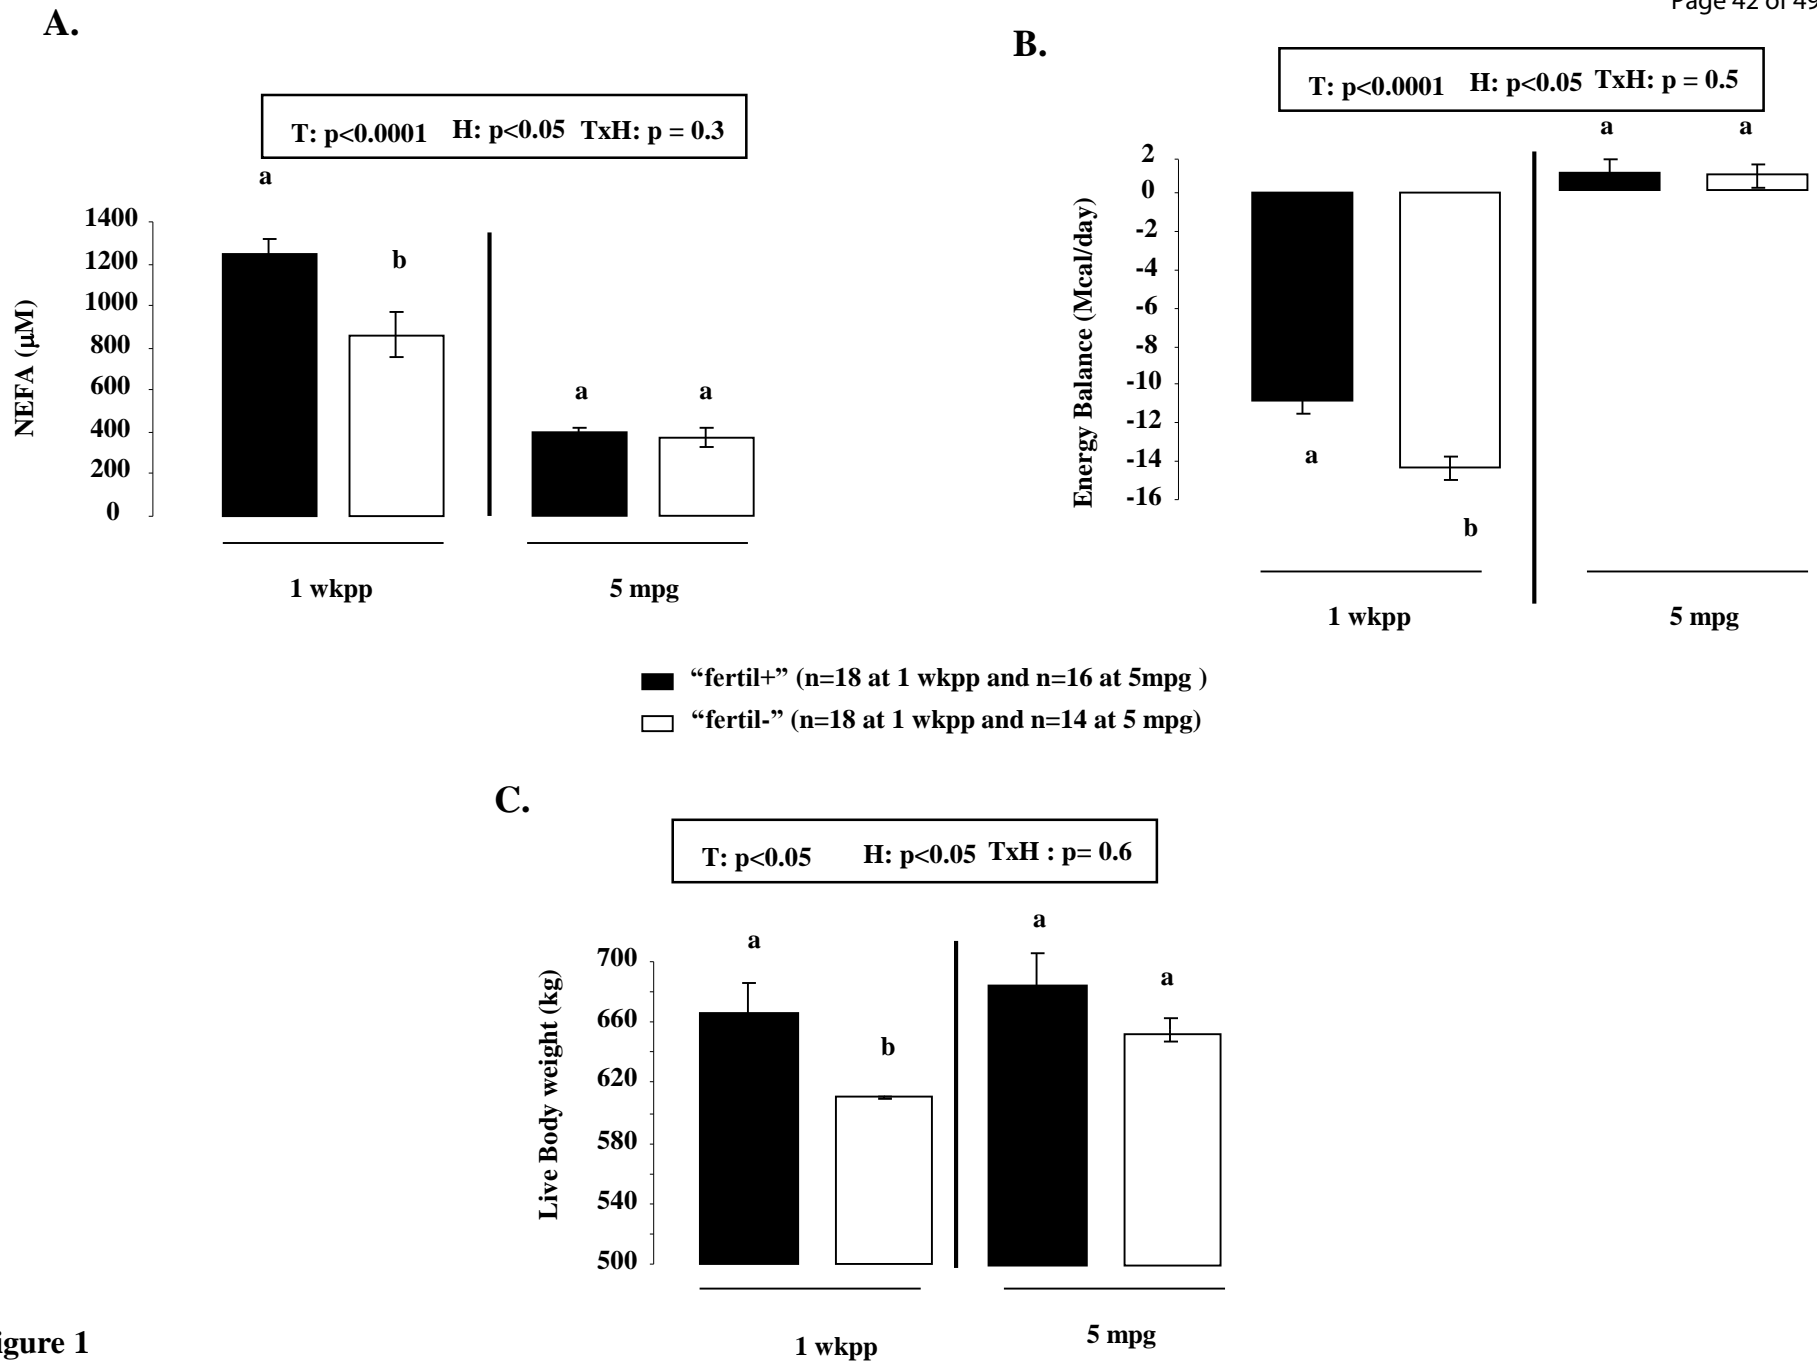 Page 42 of 49
A.
T: p<0.0001 H: p<0.05 TxH: p = 0.3
a
b
a
a
1400
1200
1000
800
600
400
200
0
NEFA (µM)
1 wkpp
5 mpg
B.
T: p<0.0001 H: p<0.05 TxH: p = 0.5
a
a
2
0
-2
-4
-6
-8
-10
-12
-14
-16
Energy Balance (Mcal/day)
a
b
1 wkpp
5 mpg
“fertil+” (n=18 at 1 wkpp and n=16 at 5mpg )
“fertil-” (n=18 at 1 wkpp and n=14 at 5 mpg)
C.
T: p<0.05 H: p<0.05 TxH : p= 0.6
a
b
a
a
700
660
620
580
540
500
Live Body weight (kg)
1 wkpp
5 mpg
igure 1